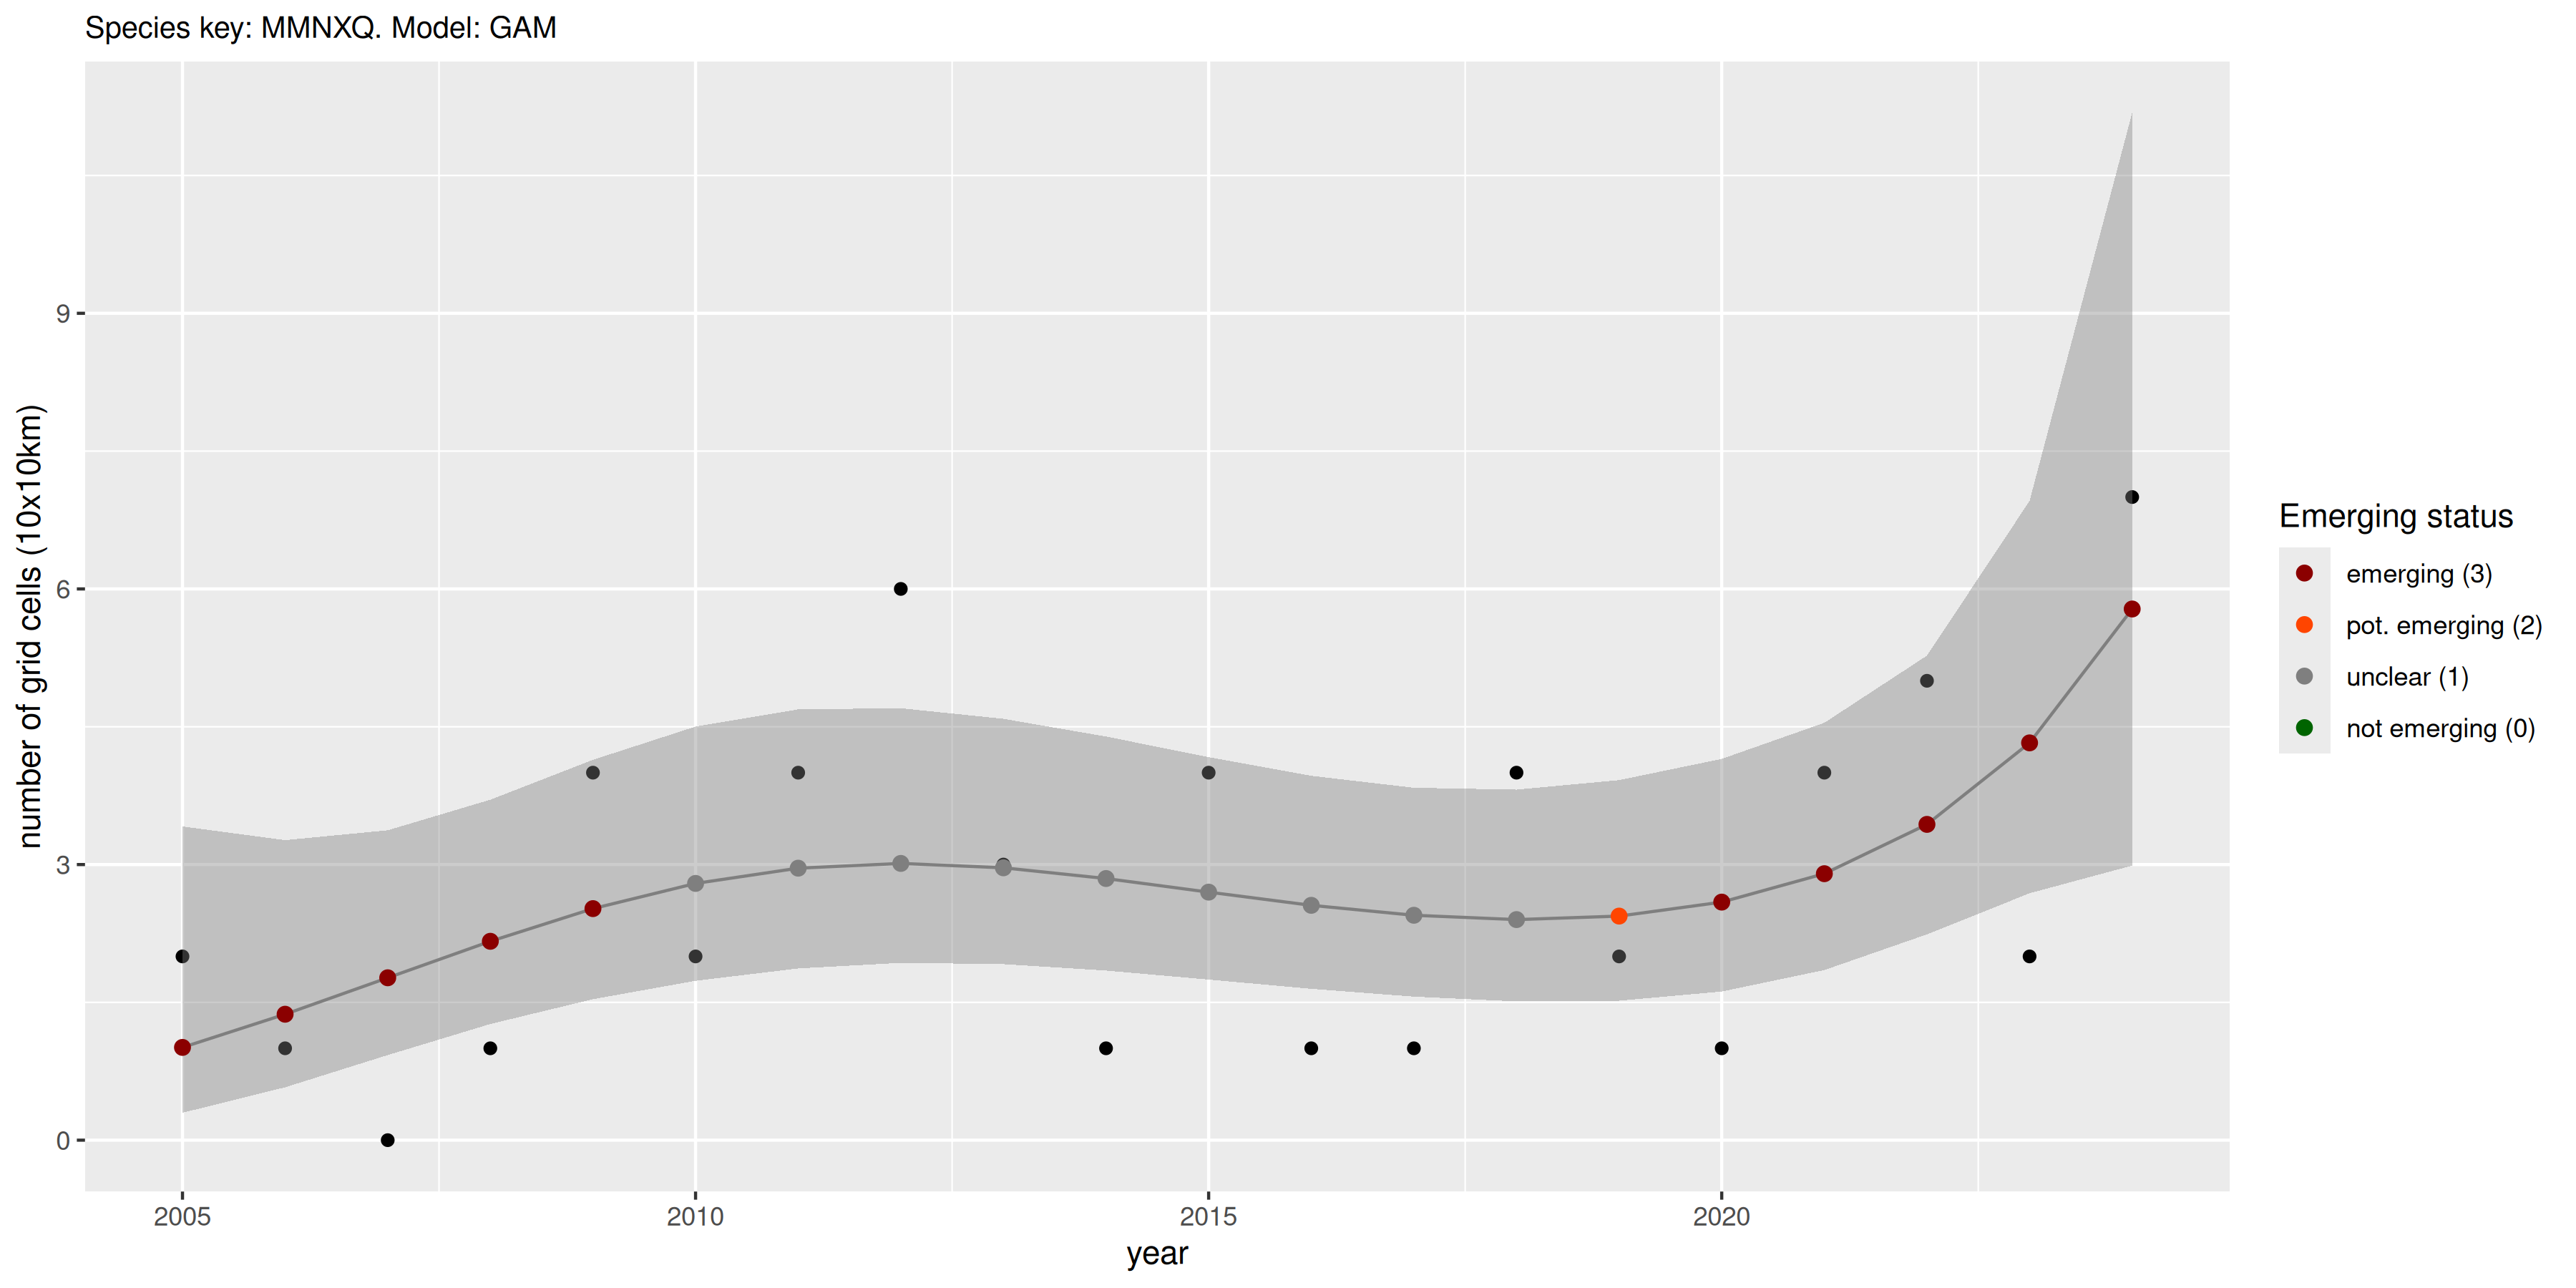 Species key: MMNXQ. Model: GAM
number of grid cells (10x10km)
9
6
3
0
2005
2010
2015
2020
year
Emerging status
emerging (3)
pot. emerging (2)
unclear (1)
not emerging (0)